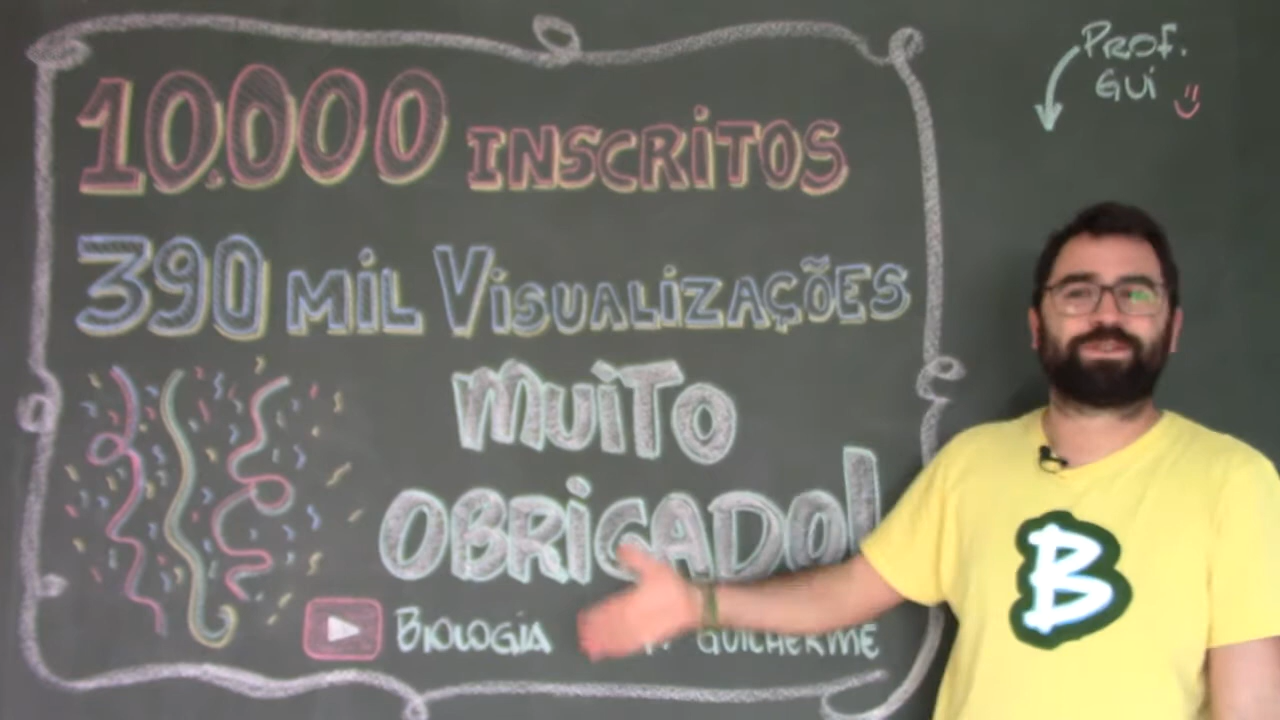 10.000 INSCRITOS
390 MIL VISUALIZAÇÕES
MUITO
OBRIGADO!
BIOLOGIA GUILHERME
PROF.
GUI
B